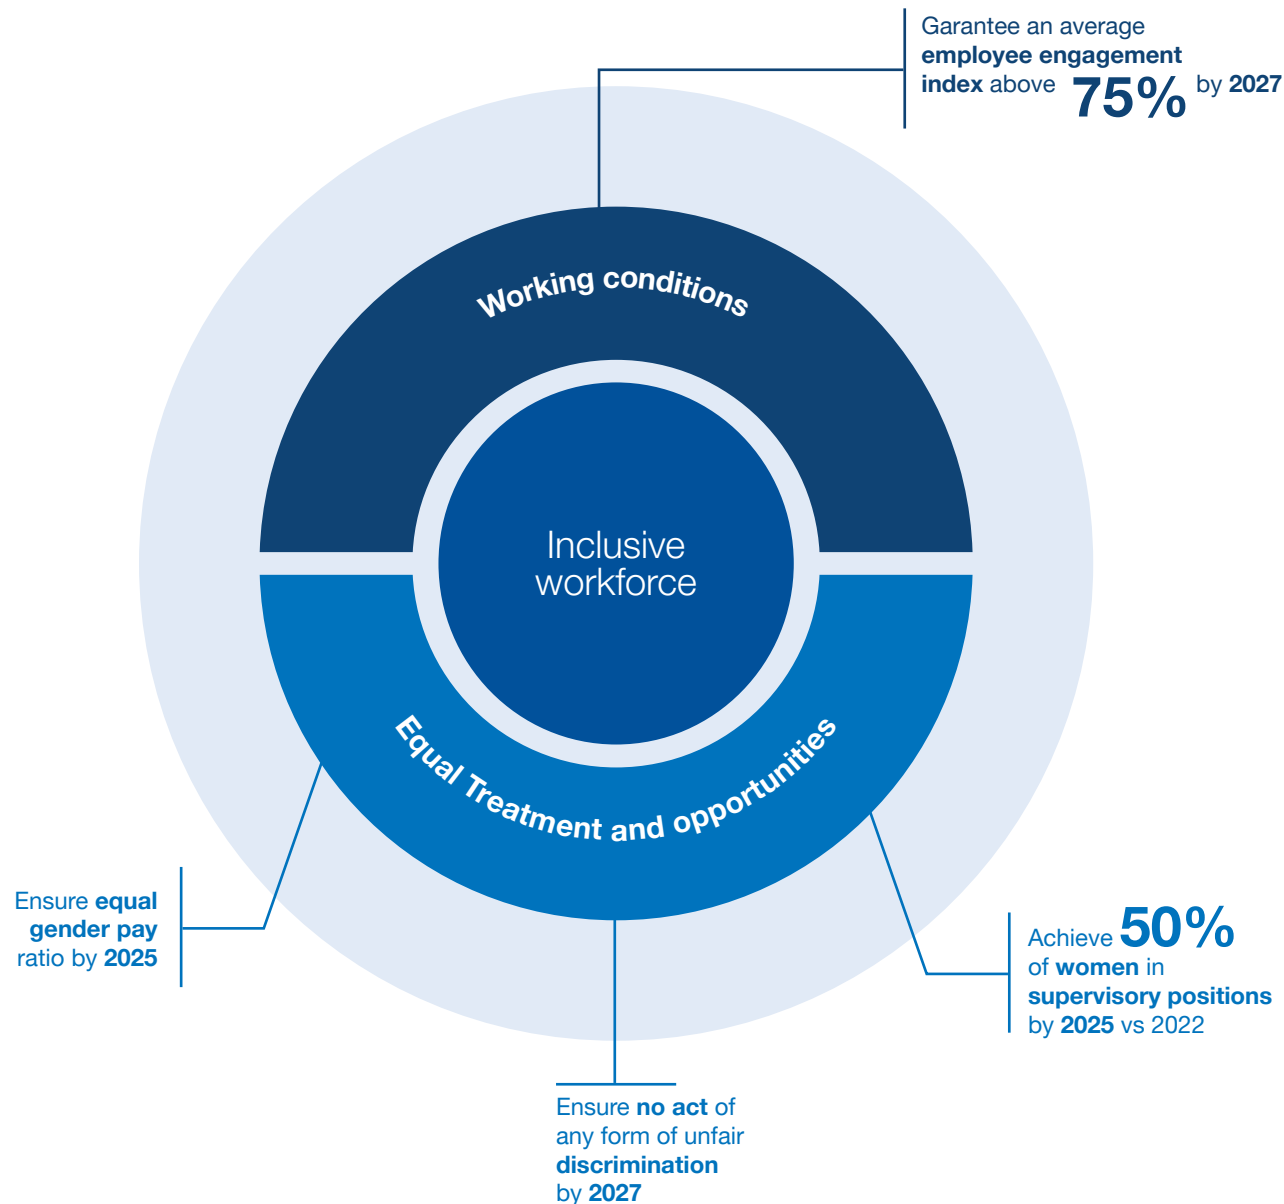 Garantee an average
employee engagement
index above 75% by 2027
Working conditions
Inclusive
workforce
Equal Treatment and opportunities
Ensure equal
gender pay
ratio by 2025
Achieve 50%
of women in
supervisory positions
by 2025 vs 2022
Ensure no act of
any form of unfair
discrimination
by 2027